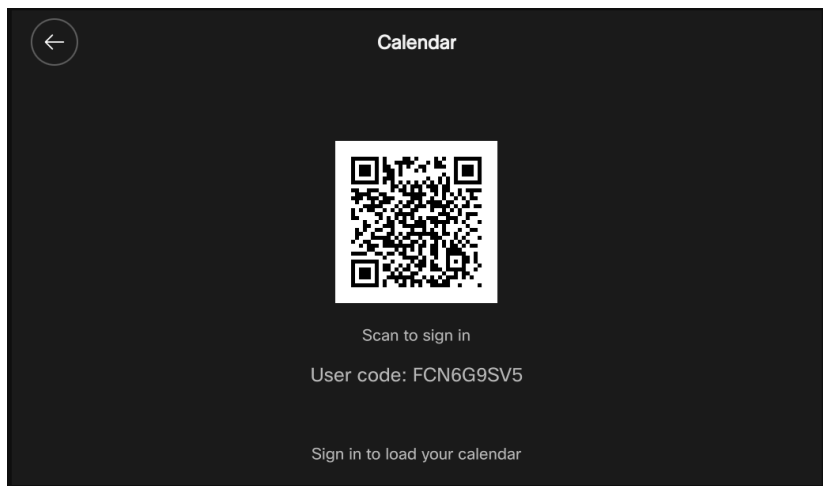 Calendar
Scan to sign in
User code: FCN6G9SV5
Sign in to load your calendar